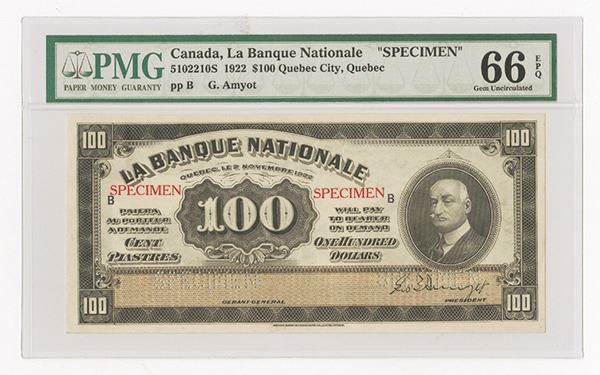 PMG
PAPER MONEY GUARANTY
Canada, La Banque Nationale "SPECIMEN"
5102210S 1922 $100 Quebec City, Quebec
pp B G. Amyot
66 EPQ
Gem Uncirculated
100
100
LA BANQUE NATIONALE
QUEBEC, LE 2 NOVEMBRE 1922
SPECIMEN
SPECIMEN
B
B
100
PAIERA
AU PORTEUR
A DEMANDE
CENT
PIASTRES
WILL PAY
TO BEARER
ON DEMAND
ONE HUNDRED
DOLLARS
GERANT-GENERAL
PRESIDENT
100
100